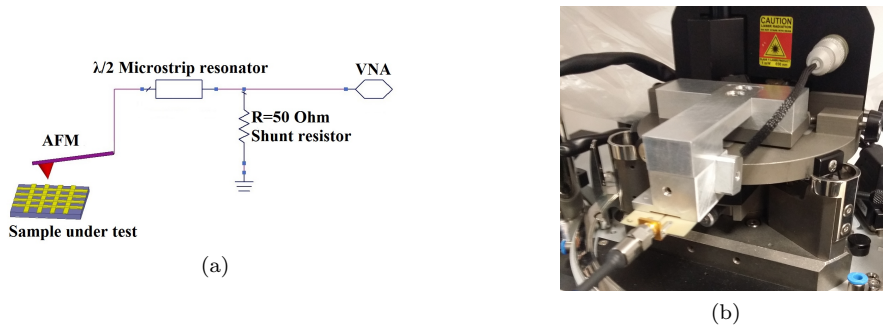 λ/2 Microstrip resonator
VNA
R=50 Ohm
Shunt resistor
AFM
Sample under test
(a)
CAUTION
(b)